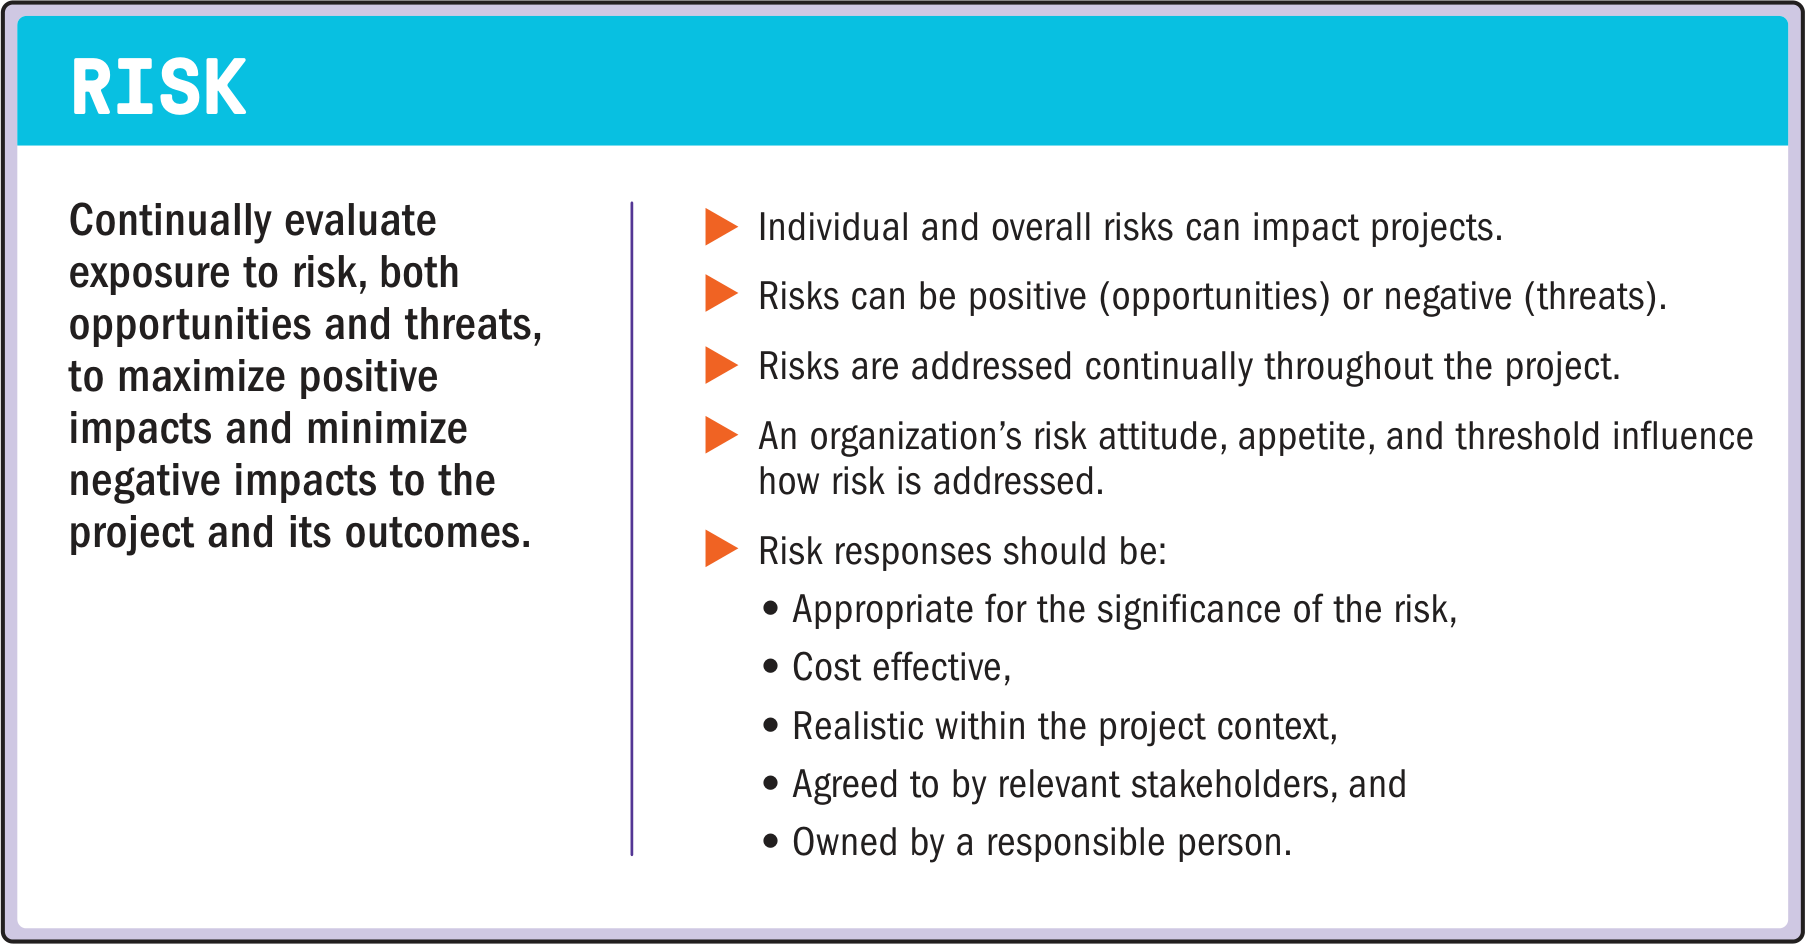 RISK
Continually evaluate
exposure to risk, both
opportunities and threats,
to maximize positive
impacts and minimize
negative impacts to the
project and its outcomes.
Individual and overall risks can impact projects.
Risks can be positive (opportunities) or negative (threats).
Risks are addressed continually throughout the project.
An organization’s risk attitude, appetite, and threshold influence
how risk is addressed.
Risk responses should be:
• Appropriate for the significance of the risk,
• Cost effective,
• Realistic within the project context,
• Agreed to by relevant stakeholders, and
• Owned by a responsible person.